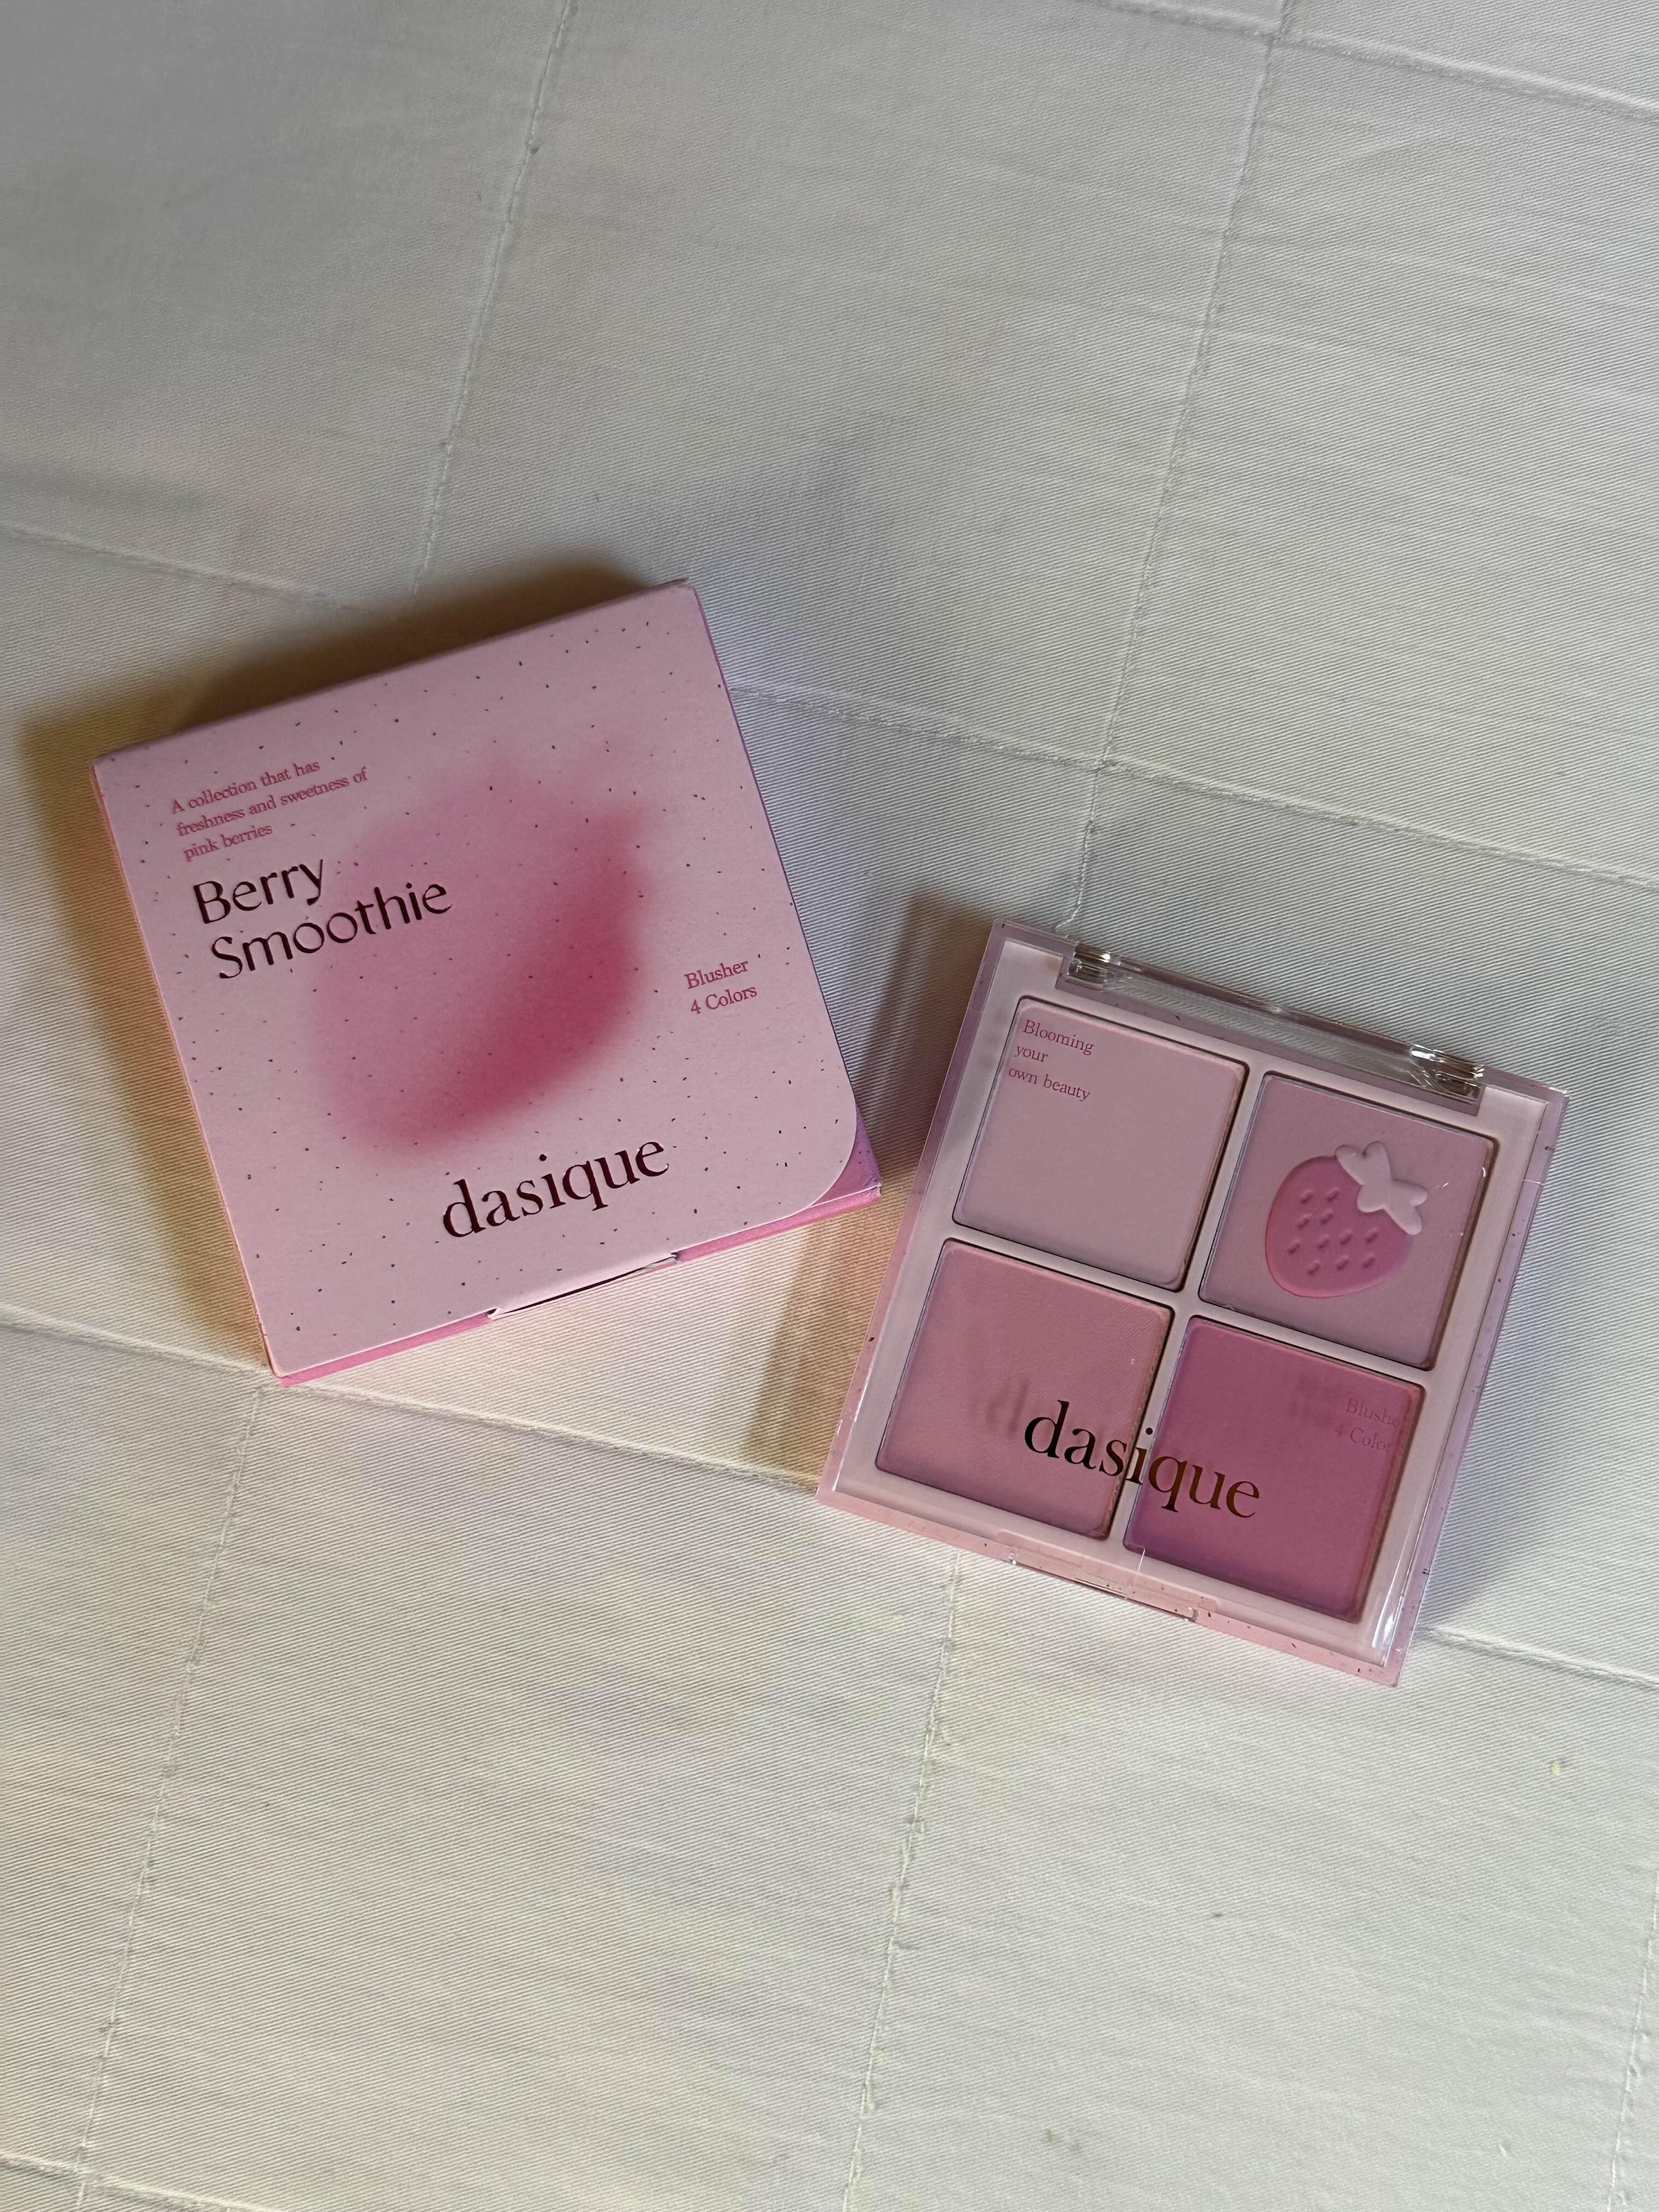 A collection that has
freshness and sweetness of
pink berries
Berry
Smoothie
Blusher
4 Colors
dasique
Blooming
your
own beauty
Blusher
4 Colors
dasique